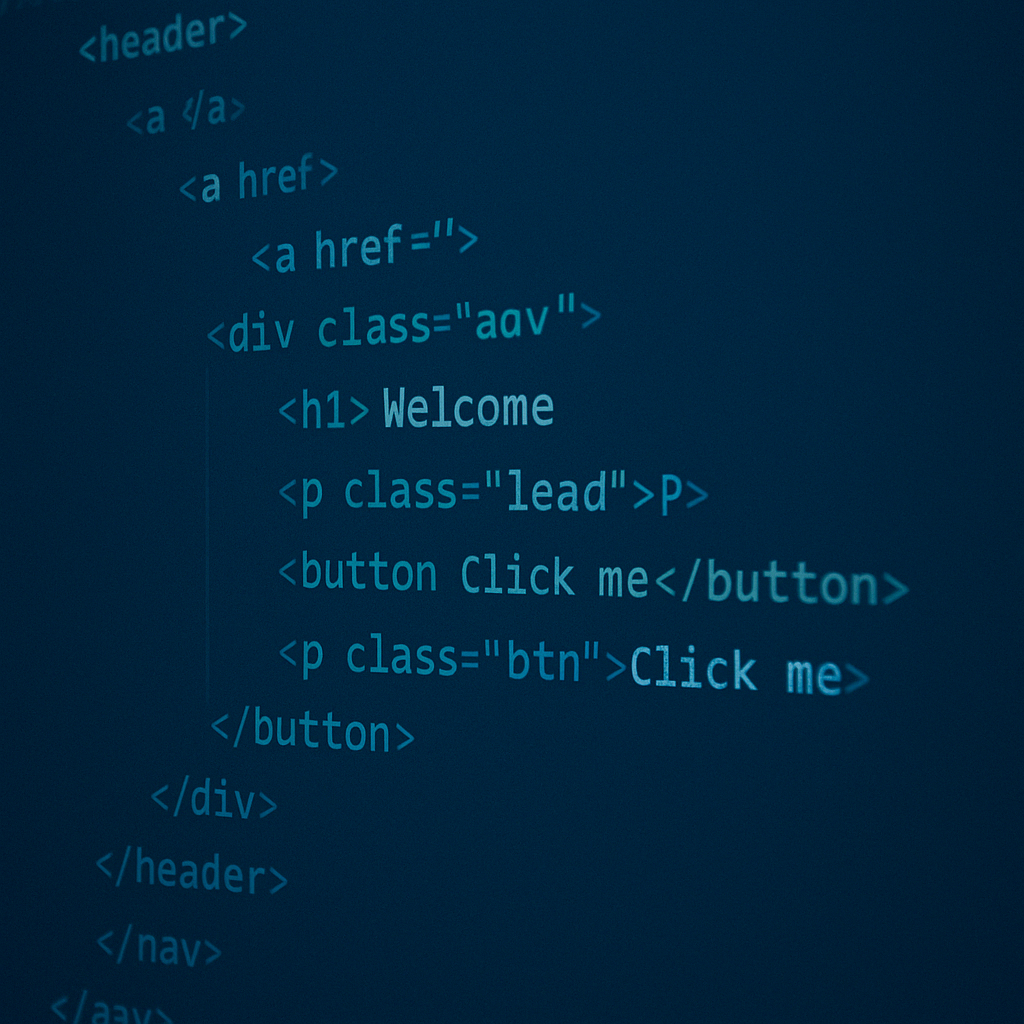 <header>
<a </a>
<a href>
<a href=''>
<div class="aav">
<h1> Welcome
<p class="lead">P>
<button Click me</button>
<p class="btn">Click me>
</button>
</div>
</header>
</nav>
</aav>